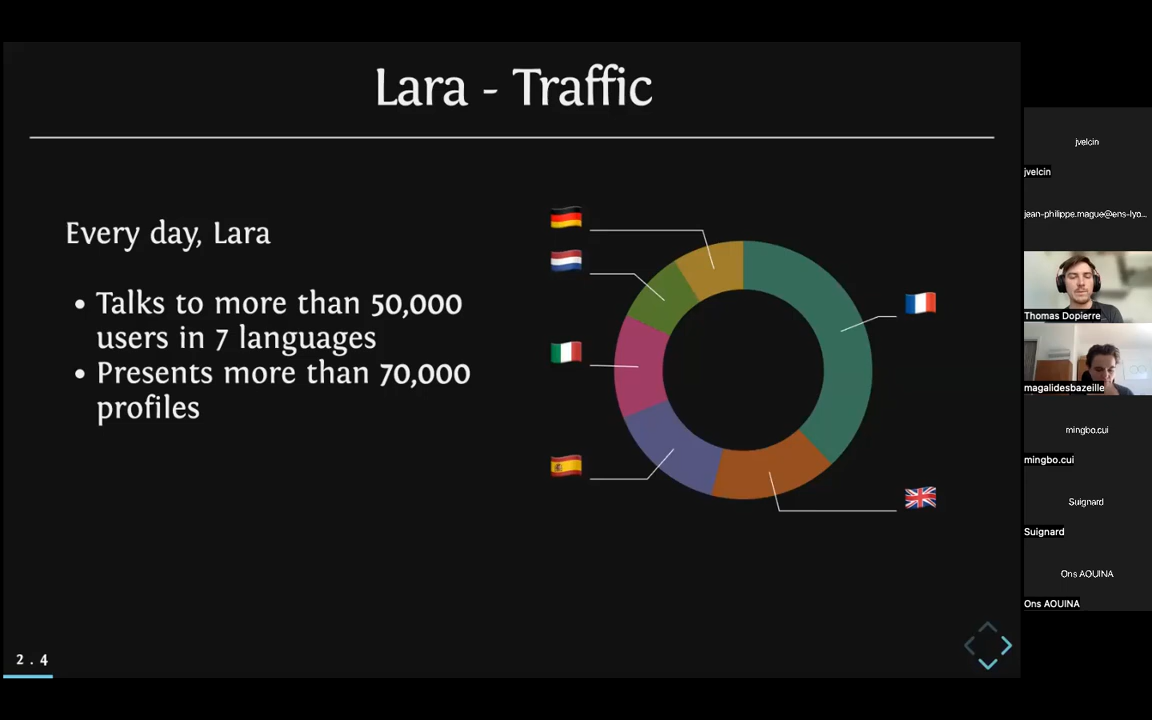 Lara - Traffic
Every day, Lara
• Talks to more than 50,000
users in 7 languages
• Presents more than 70,000
profiles
2 . 4
jvelcin
jvelcin
jean-philippe.mague@ens-lyo...
Thomas Dopierre
magalidesbazeille
mingbo.cui
mingbo.cui
Suignard
Suignard
Ons AOUINA
Ons AOUINA